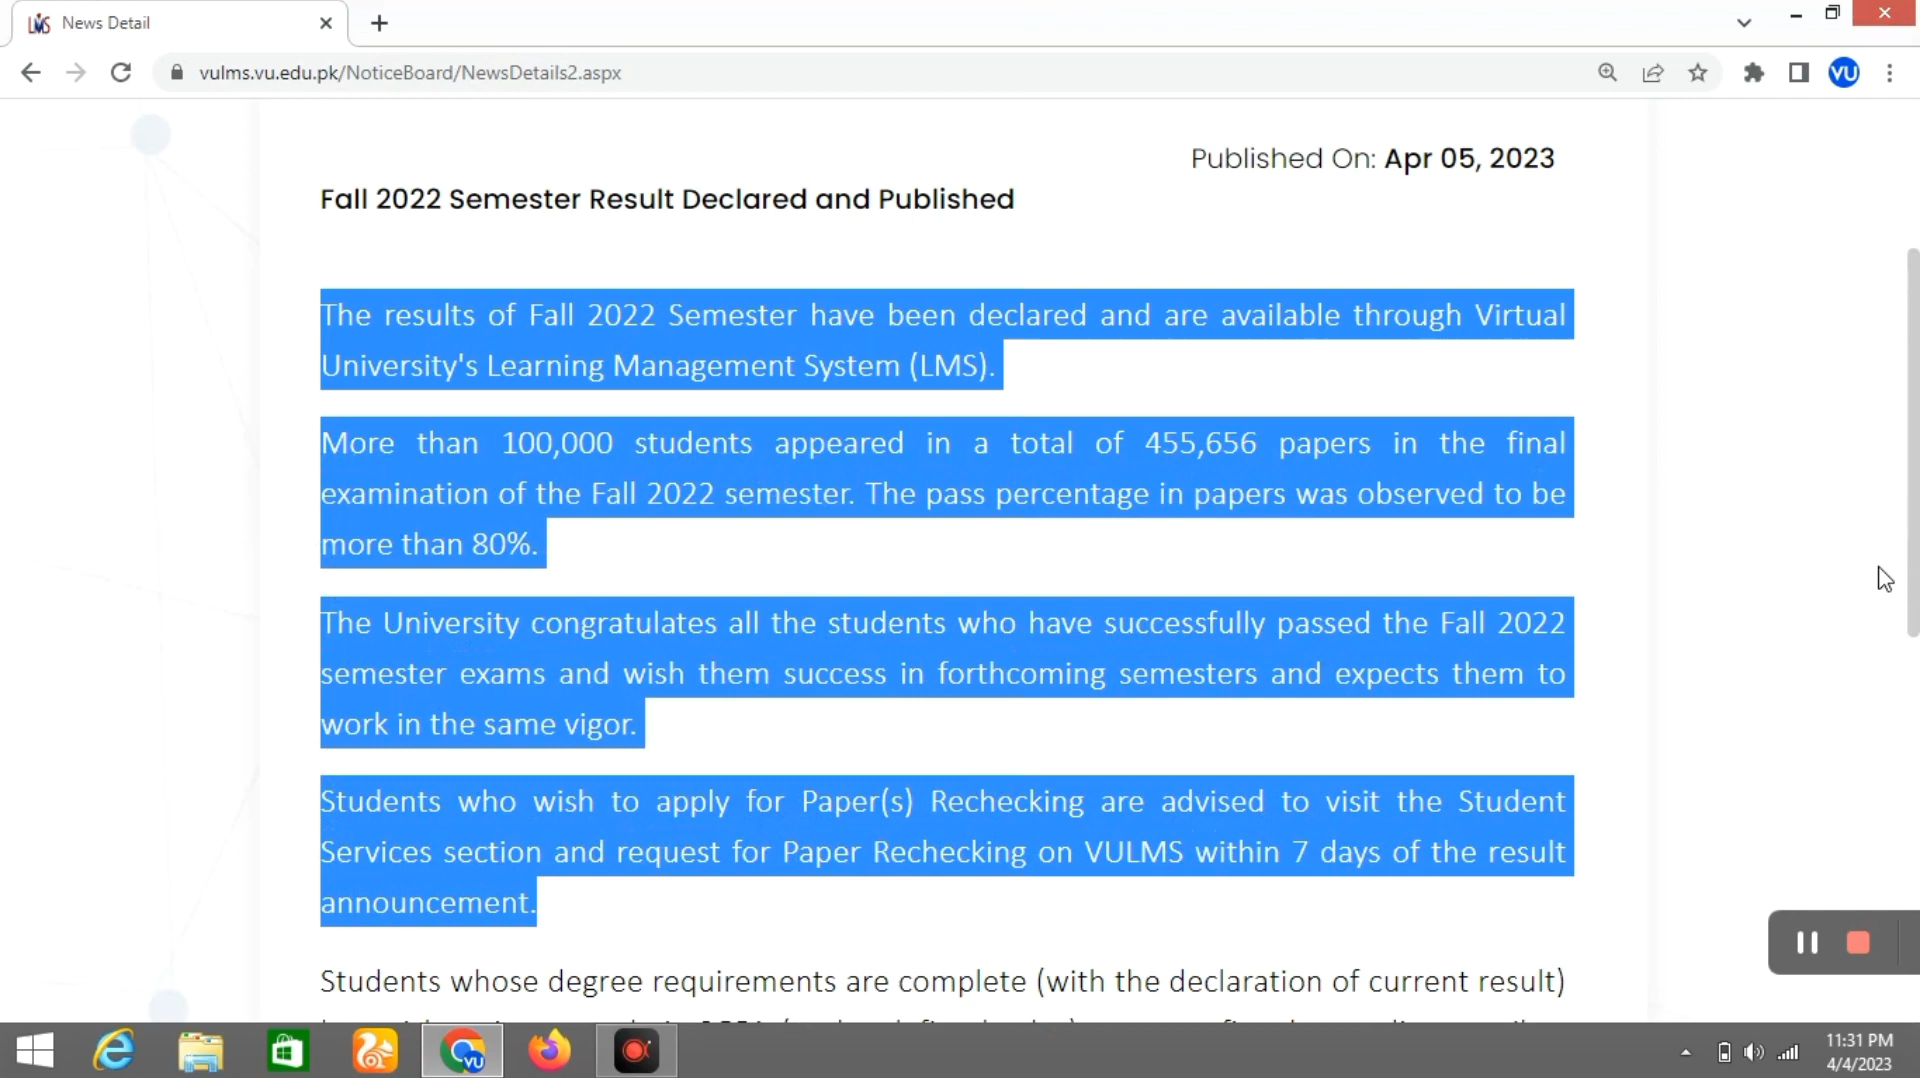 LMS News Detail
vulms.vu.edu.pk/NoticeBoard/NewsDetails2.aspx
VU
Published On: Apr 05, 2023
Fall 2022 Semester Result Declared and Published
The results of Fall 2022 Semester have been declared and are available through Virtual
University's Learning Management System (LMS).
More than 100,000 students appeared in a total of 455,656 papers in the final
examination of the Fall 2022 semester. The pass percentage in papers was observed to be
more than 80%.
The University congratulates all the students who have successfully passed the Fall 2022
semester exams and wish them success in forthcoming semesters and expects them to
work in the same vigor.
Students who wish to apply for Paper(s) Rechecking are advised to visit the Student
Services section and request for Paper Rechecking on VULMS within 7 days of the result
announcement.
Students whose degree requirements are complete (with the declaration of current result)
VU
11:31 PM
4/4/2023